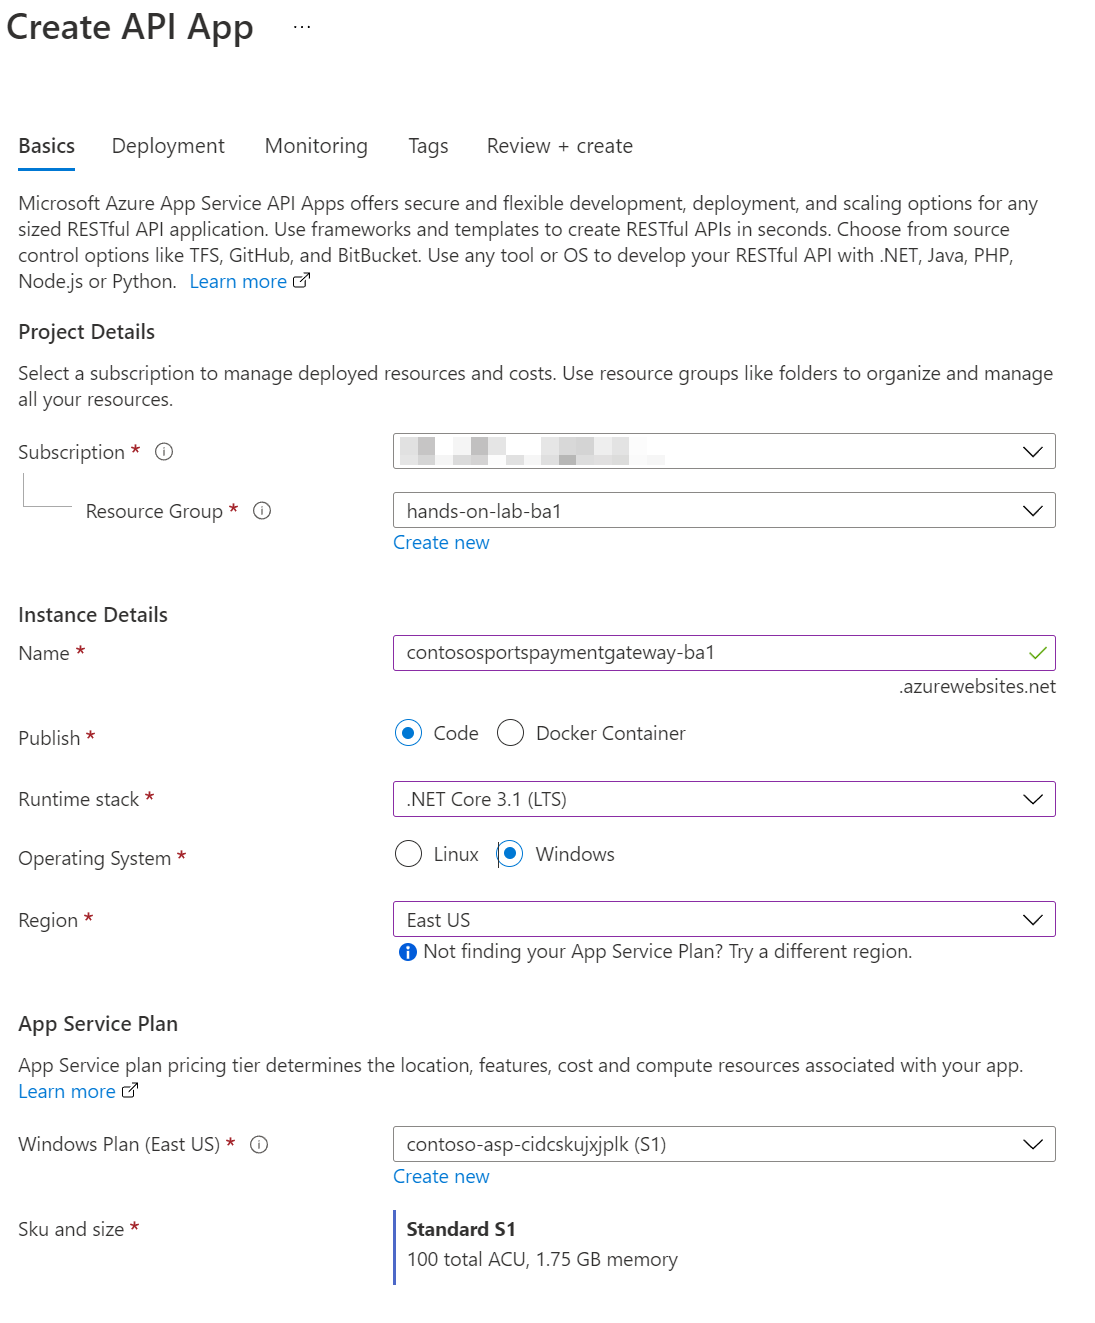 Create API App ...
Basics Deployment Monitoring Tags Review + create
Microsoft Azure App Service API Apps offers secure and flexible development, deployment, and scaling options for any
sized RESTful API application. Use frameworks and templates to create RESTful APIs in seconds. Choose from source
control options like TFS, GitHub, and BitBucket. Use any tool or OS to develop your RESTful API with .NET, Java, PHP,
Node.js or Python. Learn more
Project Details
Select a subscription to manage deployed resources and costs. Use resource groups like folders to organize and manage
all your resources.
Subscription *
Resource Group * hands-on-lab-ba1
Create new
Instance Details
Name * contososportspaymentgateway-ba1
.azurewebsites.net
Publish * Code Docker Container
Runtime stack * .NET Core 3.1 (LTS)
Operating System * Linux Windows
Region * East US
Not finding your App Service Plan? Try a different region.
App Service Plan
App Service plan pricing tier determines the location, features, cost and compute resources associated with your app.
Learn more
Windows Plan (East US) * contoso-asp-cidcskujxjplk (S1)
Create new
Sku and size * Standard S1
100 total ACU, 1.75 GB memory